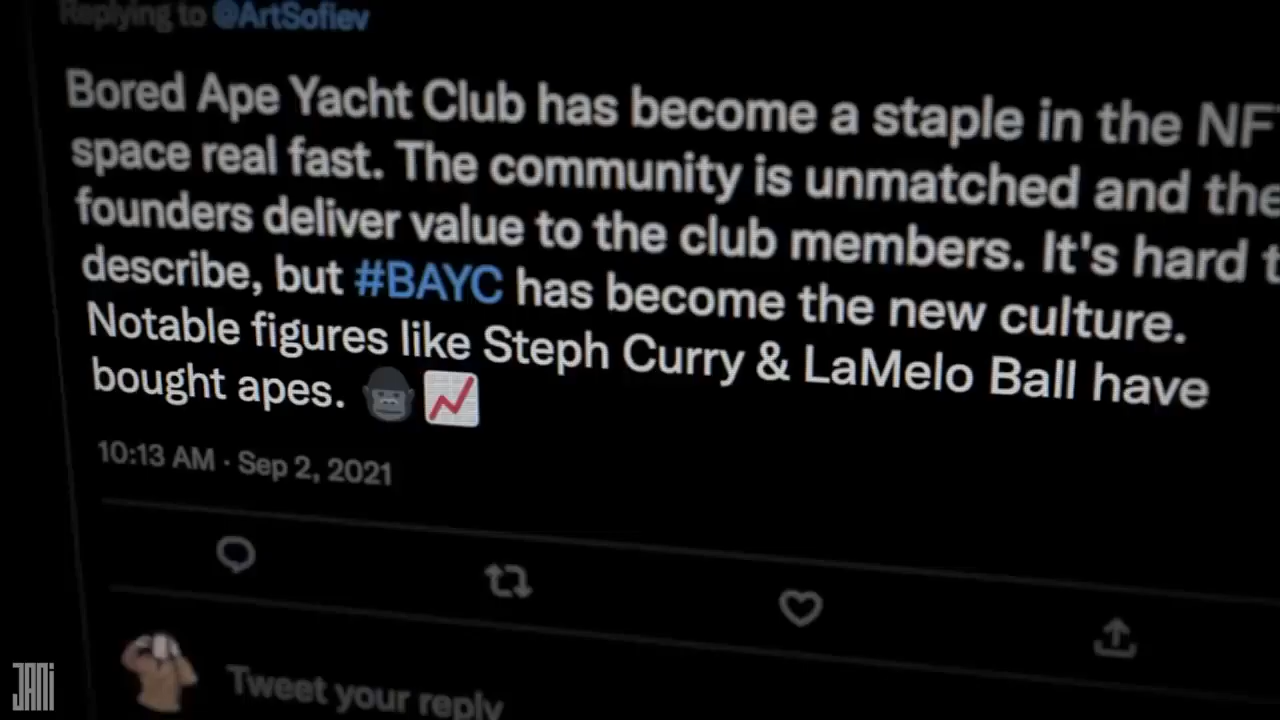 Replying to @ArtSofiev
Bored Ape Yacht Club has become a staple in the NF
space real fast. The community is unmatched and the
founders deliver value to the club members. It's hard t
describe, but #BAYC has become the new culture.
Notable figures like Steph Curry & LaMelo Ball have
bought apes. 🦍 📈
10:13 AM · Sep 2, 2021
Tweet your reply
JANi